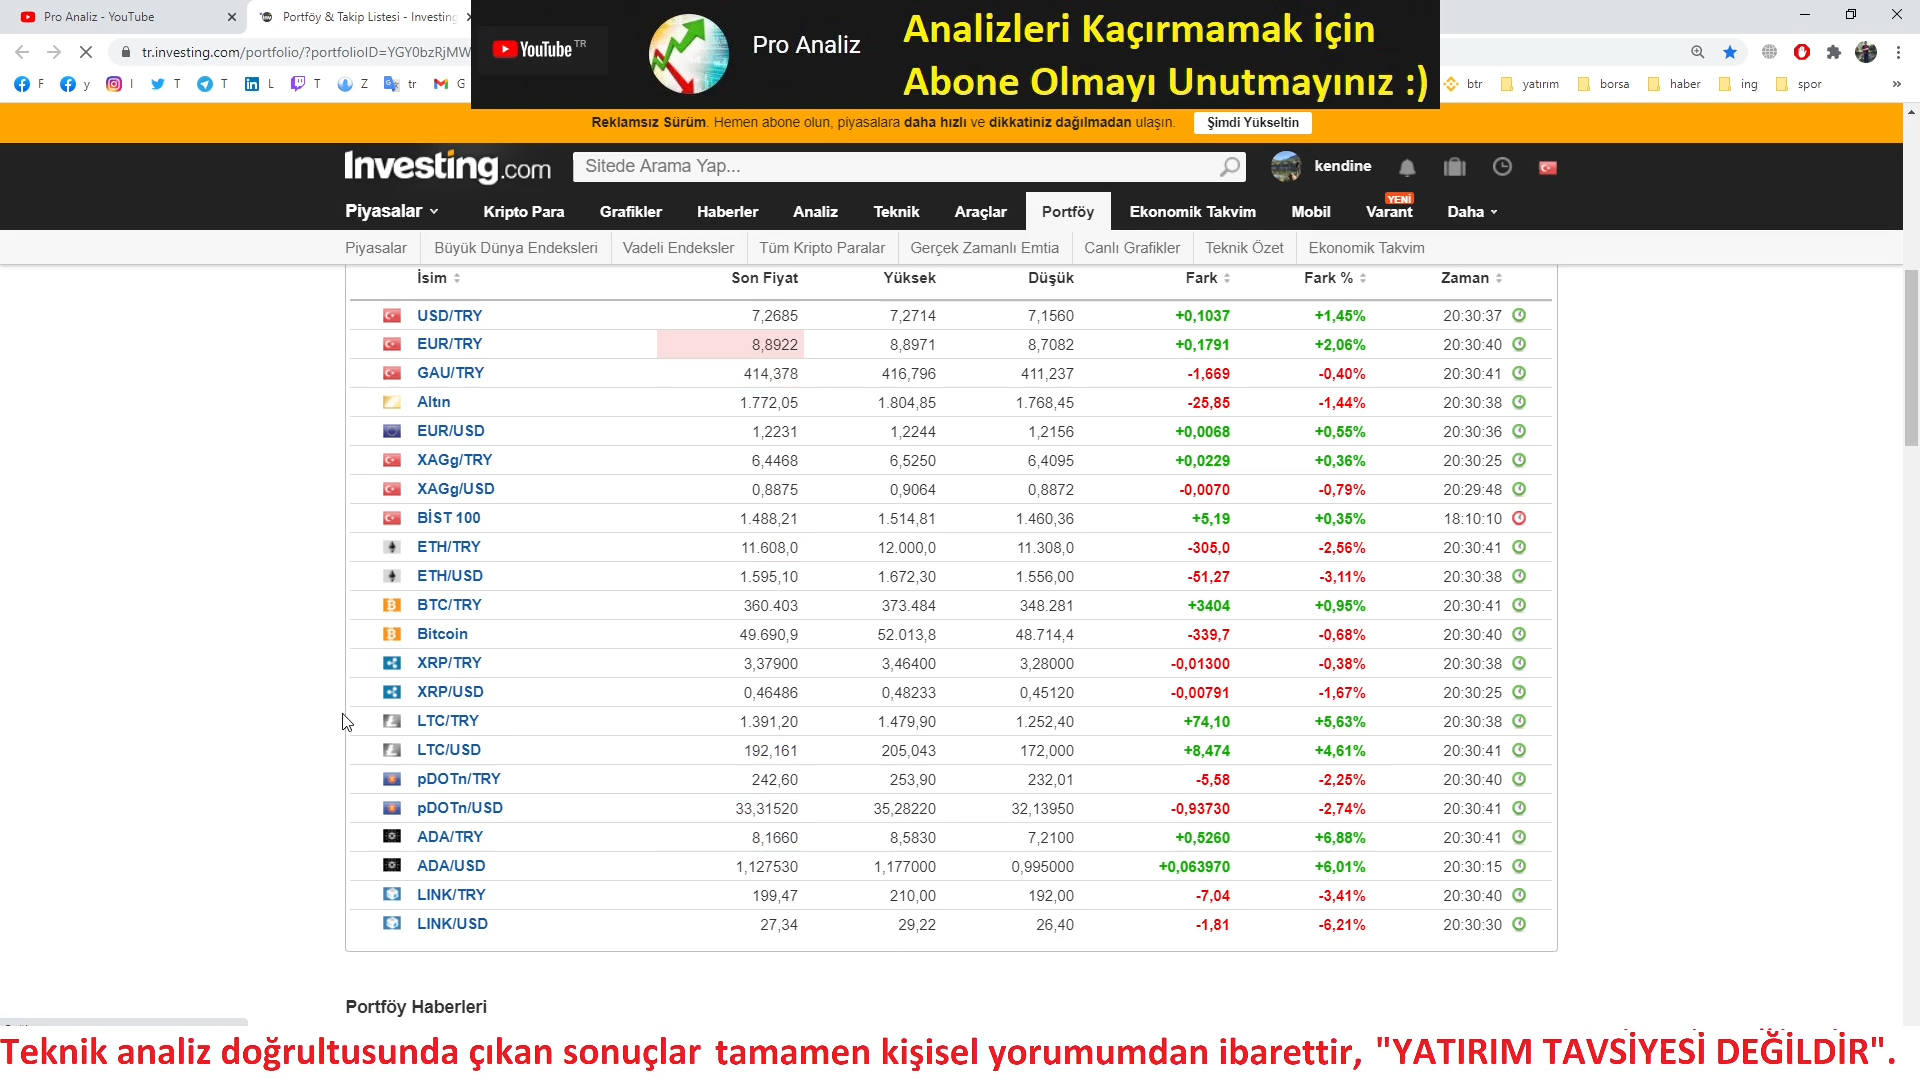 Pro Analiz - YouTube
Portföy & Takip Listesi - Investing
tr.investing.com/portfolio/?portfolioID=YGY0bzRjMW
F y I T T L T Z tr G btr yatırım borsa haber ing spor »
YouTube TR
Pro Analiz
Analizleri Kaçırmamak için
Abone Olmayı Unutmayınız :)
Reklamsız Sürüm. Hemen abone olun, piyasalara daha hızlı ve dikkatiniz dağılmadan ulaşın. Şimdi Yükseltin
Investing.com Sitede Arama Yap... kendine
YENİ
Piyasalar Kripto Para Grafikler Haberler Analiz Teknik Araçlar Portföy Ekonomik Takvim Mobil Varant Daha
Piyasalar Büyük Dünya Endeksleri Vadeli Endeksler Tüm Kripto Paralar Gerçek Zamanlı Emtia Canlı Grafikler Teknik Özet Ekonomik Takvim
İsim Son Fiyat Yüksek Düşük Fark Fark % Zaman
USD/TRY 7,2685 7,2714 7,1560 +0,1037 +1,45% 20:30:37
EUR/TRY 8,8922 8,8971 8,7082 +0,1791 +2,06% 20:30:40
GAU/TRY 414,378 416,796 411,237 -1,669 -0,40% 20:30:41
Altın 1.772,05 1.804,85 1.768,45 -25,85 -1,44% 20:30:38
EUR/USD 1,2231 1,2244 1,2156 +0,0068 +0,55% 20:30:36
XAGg/TRY 6,4468 6,5250 6,4095 +0,0229 +0,36% 20:30:25
XAGg/USD 0,8875 0,9064 0,8872 -0,0070 -0,79% 20:29:48
BİST 100 1.488,21 1.514,81 1.460,36 +5,19 +0,35% 18:10:10
ETH/TRY 11.608,0 12.000,0 11.308,0 -305,0 -2,56% 20:30:41
ETH/USD 1.595,10 1.672,30 1.556,00 -51,27 -3,11% 20:30:38
BTC/TRY 360.403 373.484 348.281 +3404 +0,95% 20:30:41
Bitcoin 49.690,9 52.013,8 48.714,4 -339,7 -0,68% 20:30:40
XRP/TRY 3,37900 3,46400 3,28000 -0,01300 -0,38% 20:30:38
XRP/USD 0,46486 0,48233 0,45120 -0,00791 -1,67% 20:30:25
LTC/TRY 1.391,20 1.479,90 1.252,40 +74,10 +5,63% 20:30:38
LTC/USD 192,161 205,043 172,000 +8,474 +4,61% 20:30:41
pDOTn/TRY 242,60 253,90 232,01 -5,58 -2,25% 20:30:40
pDOTn/USD 33,31520 35,28220 32,13950 -0,93730 -2,74% 20:30:41
ADA/TRY 8,1660 8,5830 7,2100 +0,5260 +6,88% 20:30:41
ADA/USD 1,127530 1,177000 0,995000 +0,063970 +6,01% 20:30:15
LINK/TRY 199,47 210,00 192,00 -7,04 -3,41% 20:30:40
LINK/USD 27,34 29,22 26,40 -1,81 -6,21% 20:30:30
Portföy Haberleri
Teknik analiz doğrultusunda çıkan sonuçlar tamamen kişisel yorumumdan ibarettir, "YATIRIM TAVSİYESİ DEĞİLDİR".